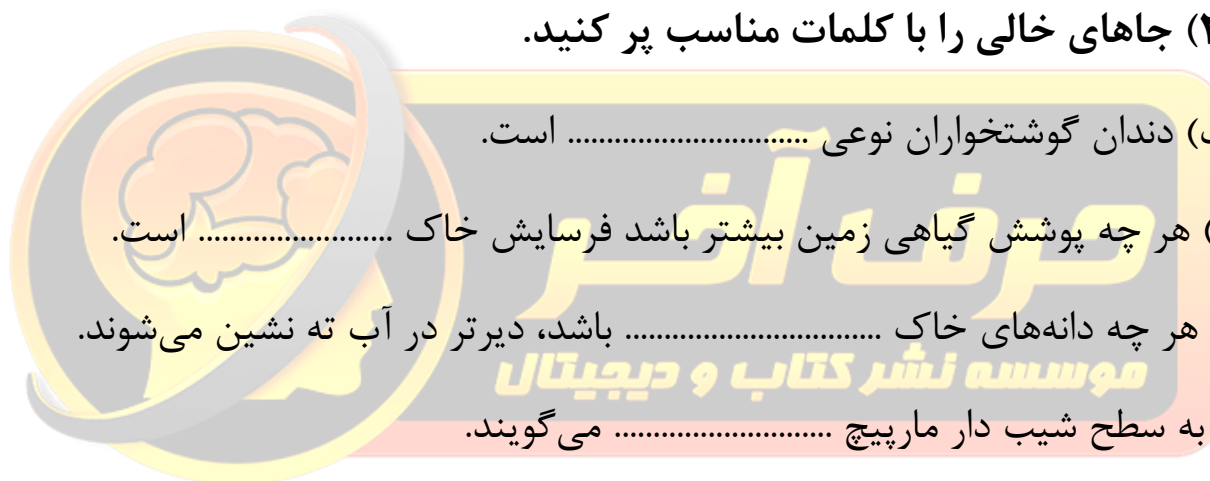 ۲) جاهای خالی را با کلمات مناسب پر کنید.
) دندان گوشتخواران نوعی ............................... است.
) هر چه پوشش گیاهی زمین بیشتر باشد فرسایش خاک ......................... است.
هر چه دانه‌های خاک ................................. باشد، دیرتر در آب ته نشین می‌شوند.
به سطح شیب دار مارپیچ ............................ می‌گویند.
حرف آخر
موسسه نشر کتاب و دیجیتال